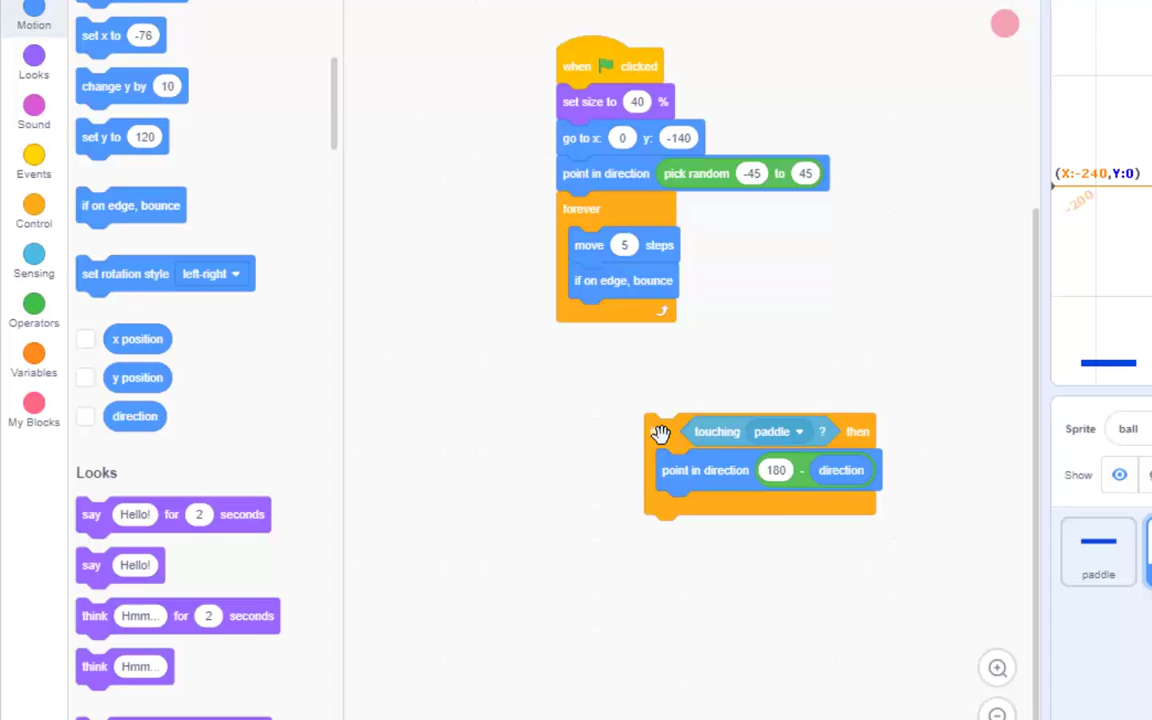 Motion
Looks
Sound
Events
Control
Sensing
Operators
Variables
My Blocks
set x to -76
change y by 10
set y to 120
if on edge, bounce
set rotation style left-right
x position
y position
direction
Looks
say Hello! for 2 seconds
say Hello!
think Hmm... for 2 seconds
think Hmm...
when clicked
set size to 40 %
go to x: 0 y: -140
point in direction pick random -45 to 45
forever
move 5 steps
if on edge, bounce
touching paddle ? then
point in direction 180 - direction
(X:-240,Y:0)
-200
Sprite ball
Show
paddle